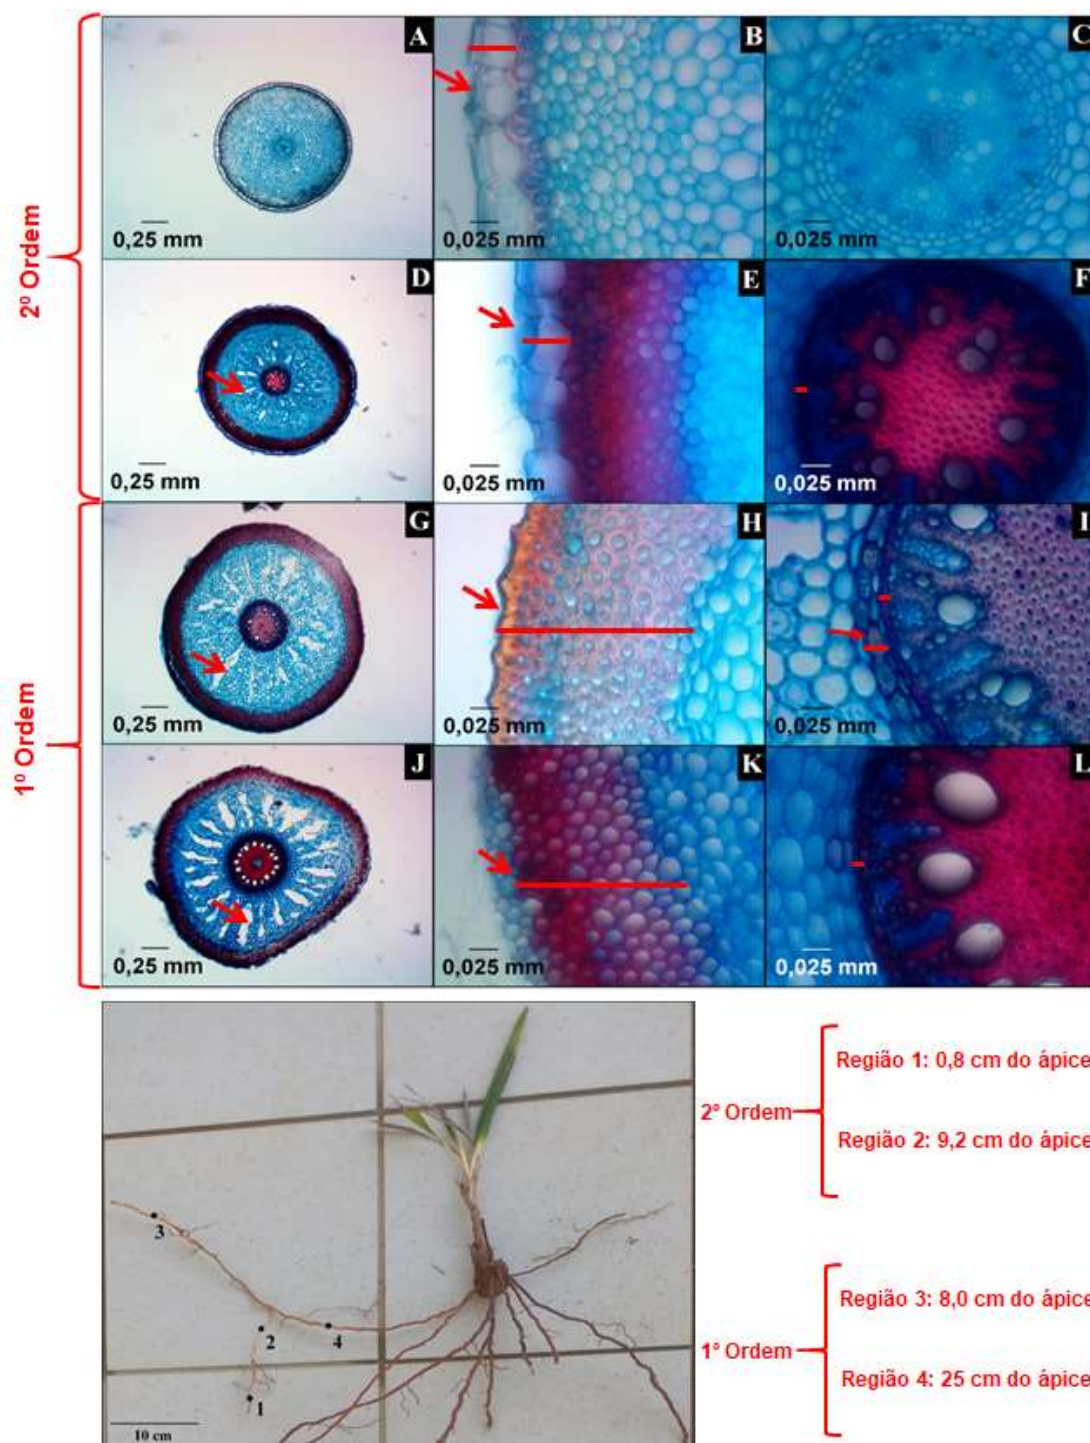 2º Ordem
A
0,25 mm
B
0,025 mm
C
0,025 mm
D
0,25 mm
E
0,025 mm
F
0,025 mm
1º Ordem
G
0,25 mm
H
0,025 mm
I
0,025 mm
J
0,25 mm
K
0,025 mm
L
0,025 mm
3
2
4
1
10 cm
2º Ordem
Região 1: 0,8 cm do ápice
Região 2: 9,2 cm do ápice
1º Ordem
Região 3: 8,0 cm do ápice
Região 4: 25 cm do ápice